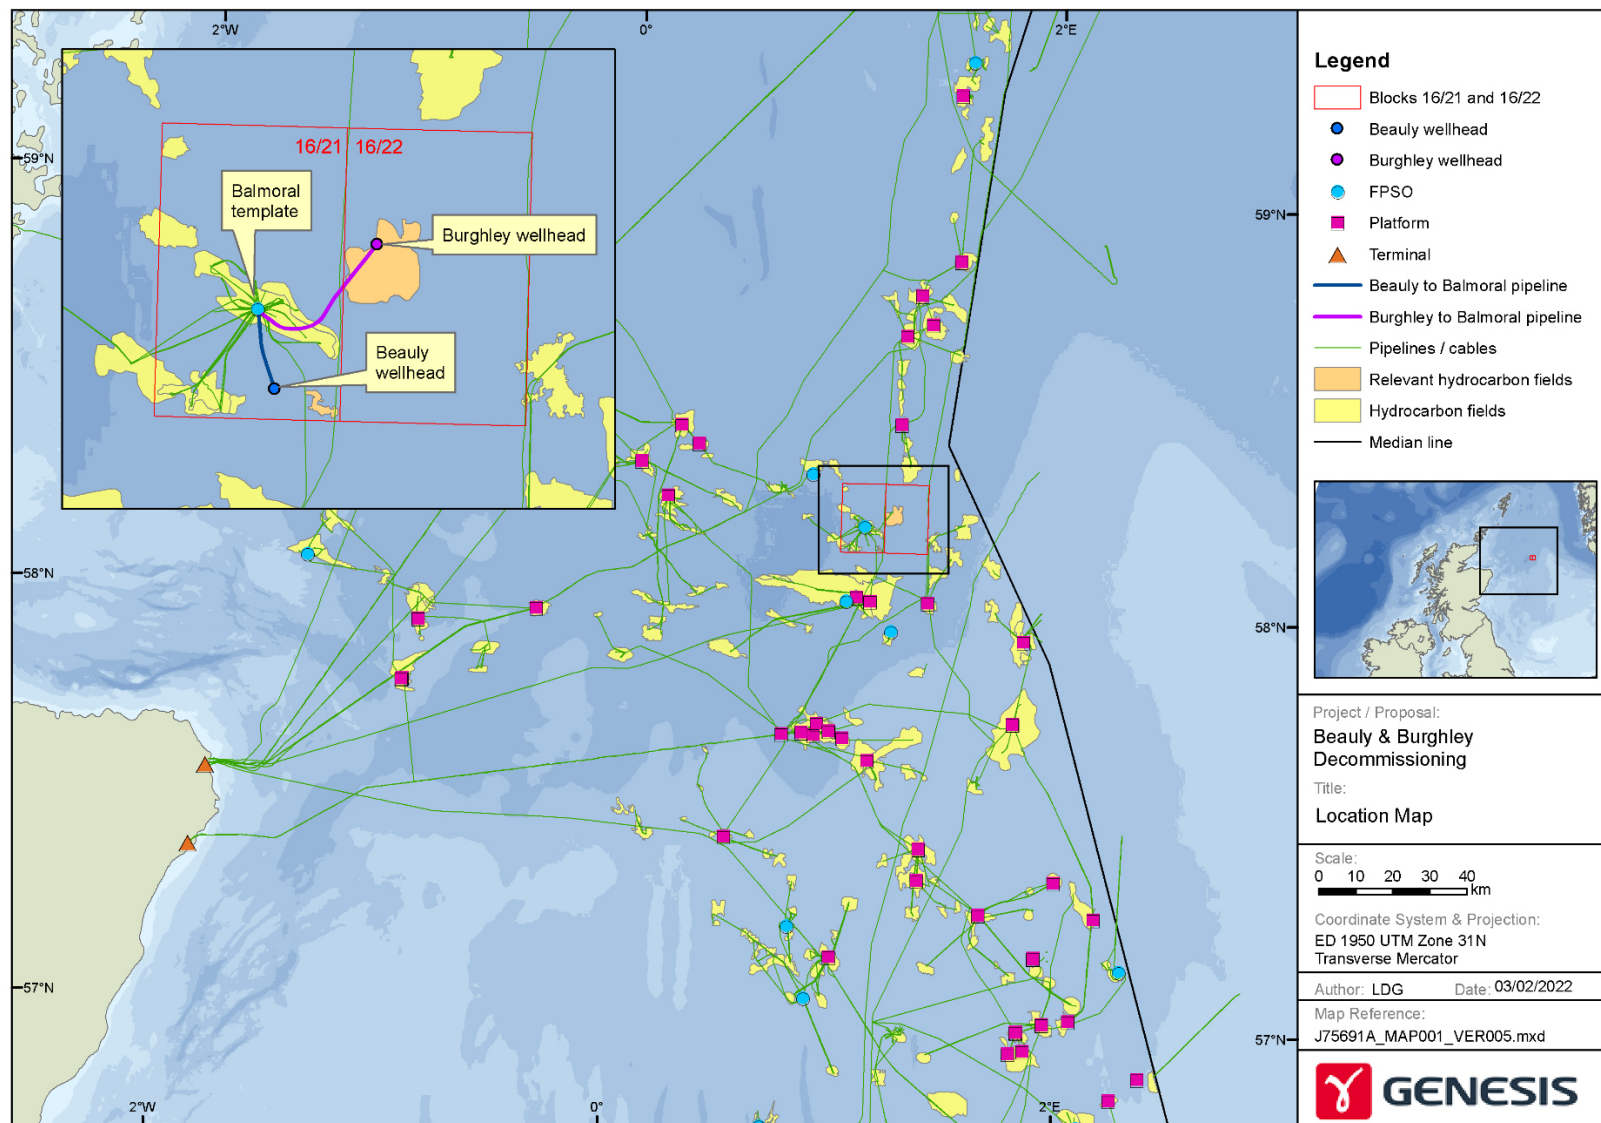 2°W
0°
2°E
59°N
59°N
58°N
58°N
57°N
57°N
2°W
0°
2°E
16/21
16/22
Balmoral
template
Burghley wellhead
Beauly
wellhead
Legend
Blocks 16/21 and 16/22
Beauly wellhead
Burghley wellhead
FPSO
Platform
Terminal
Beauly to Balmoral pipeline
Burghley to Balmoral pipeline
Pipelines / cables
Relevant hydrocarbon fields
Hydrocarbon fields
Median line
Project / Proposal:
Beauly & Burghley
Decommissioning
Title:
Location Map
Scale:
0 10 20 30 40
km
Coordinate System & Projection:
ED 1950 UTM Zone 31N
Transverse Mercator
Author: LDG Date: 03/02/2022
Map Reference:
J75691A_MAP001_VER005.mxd
GENESIS